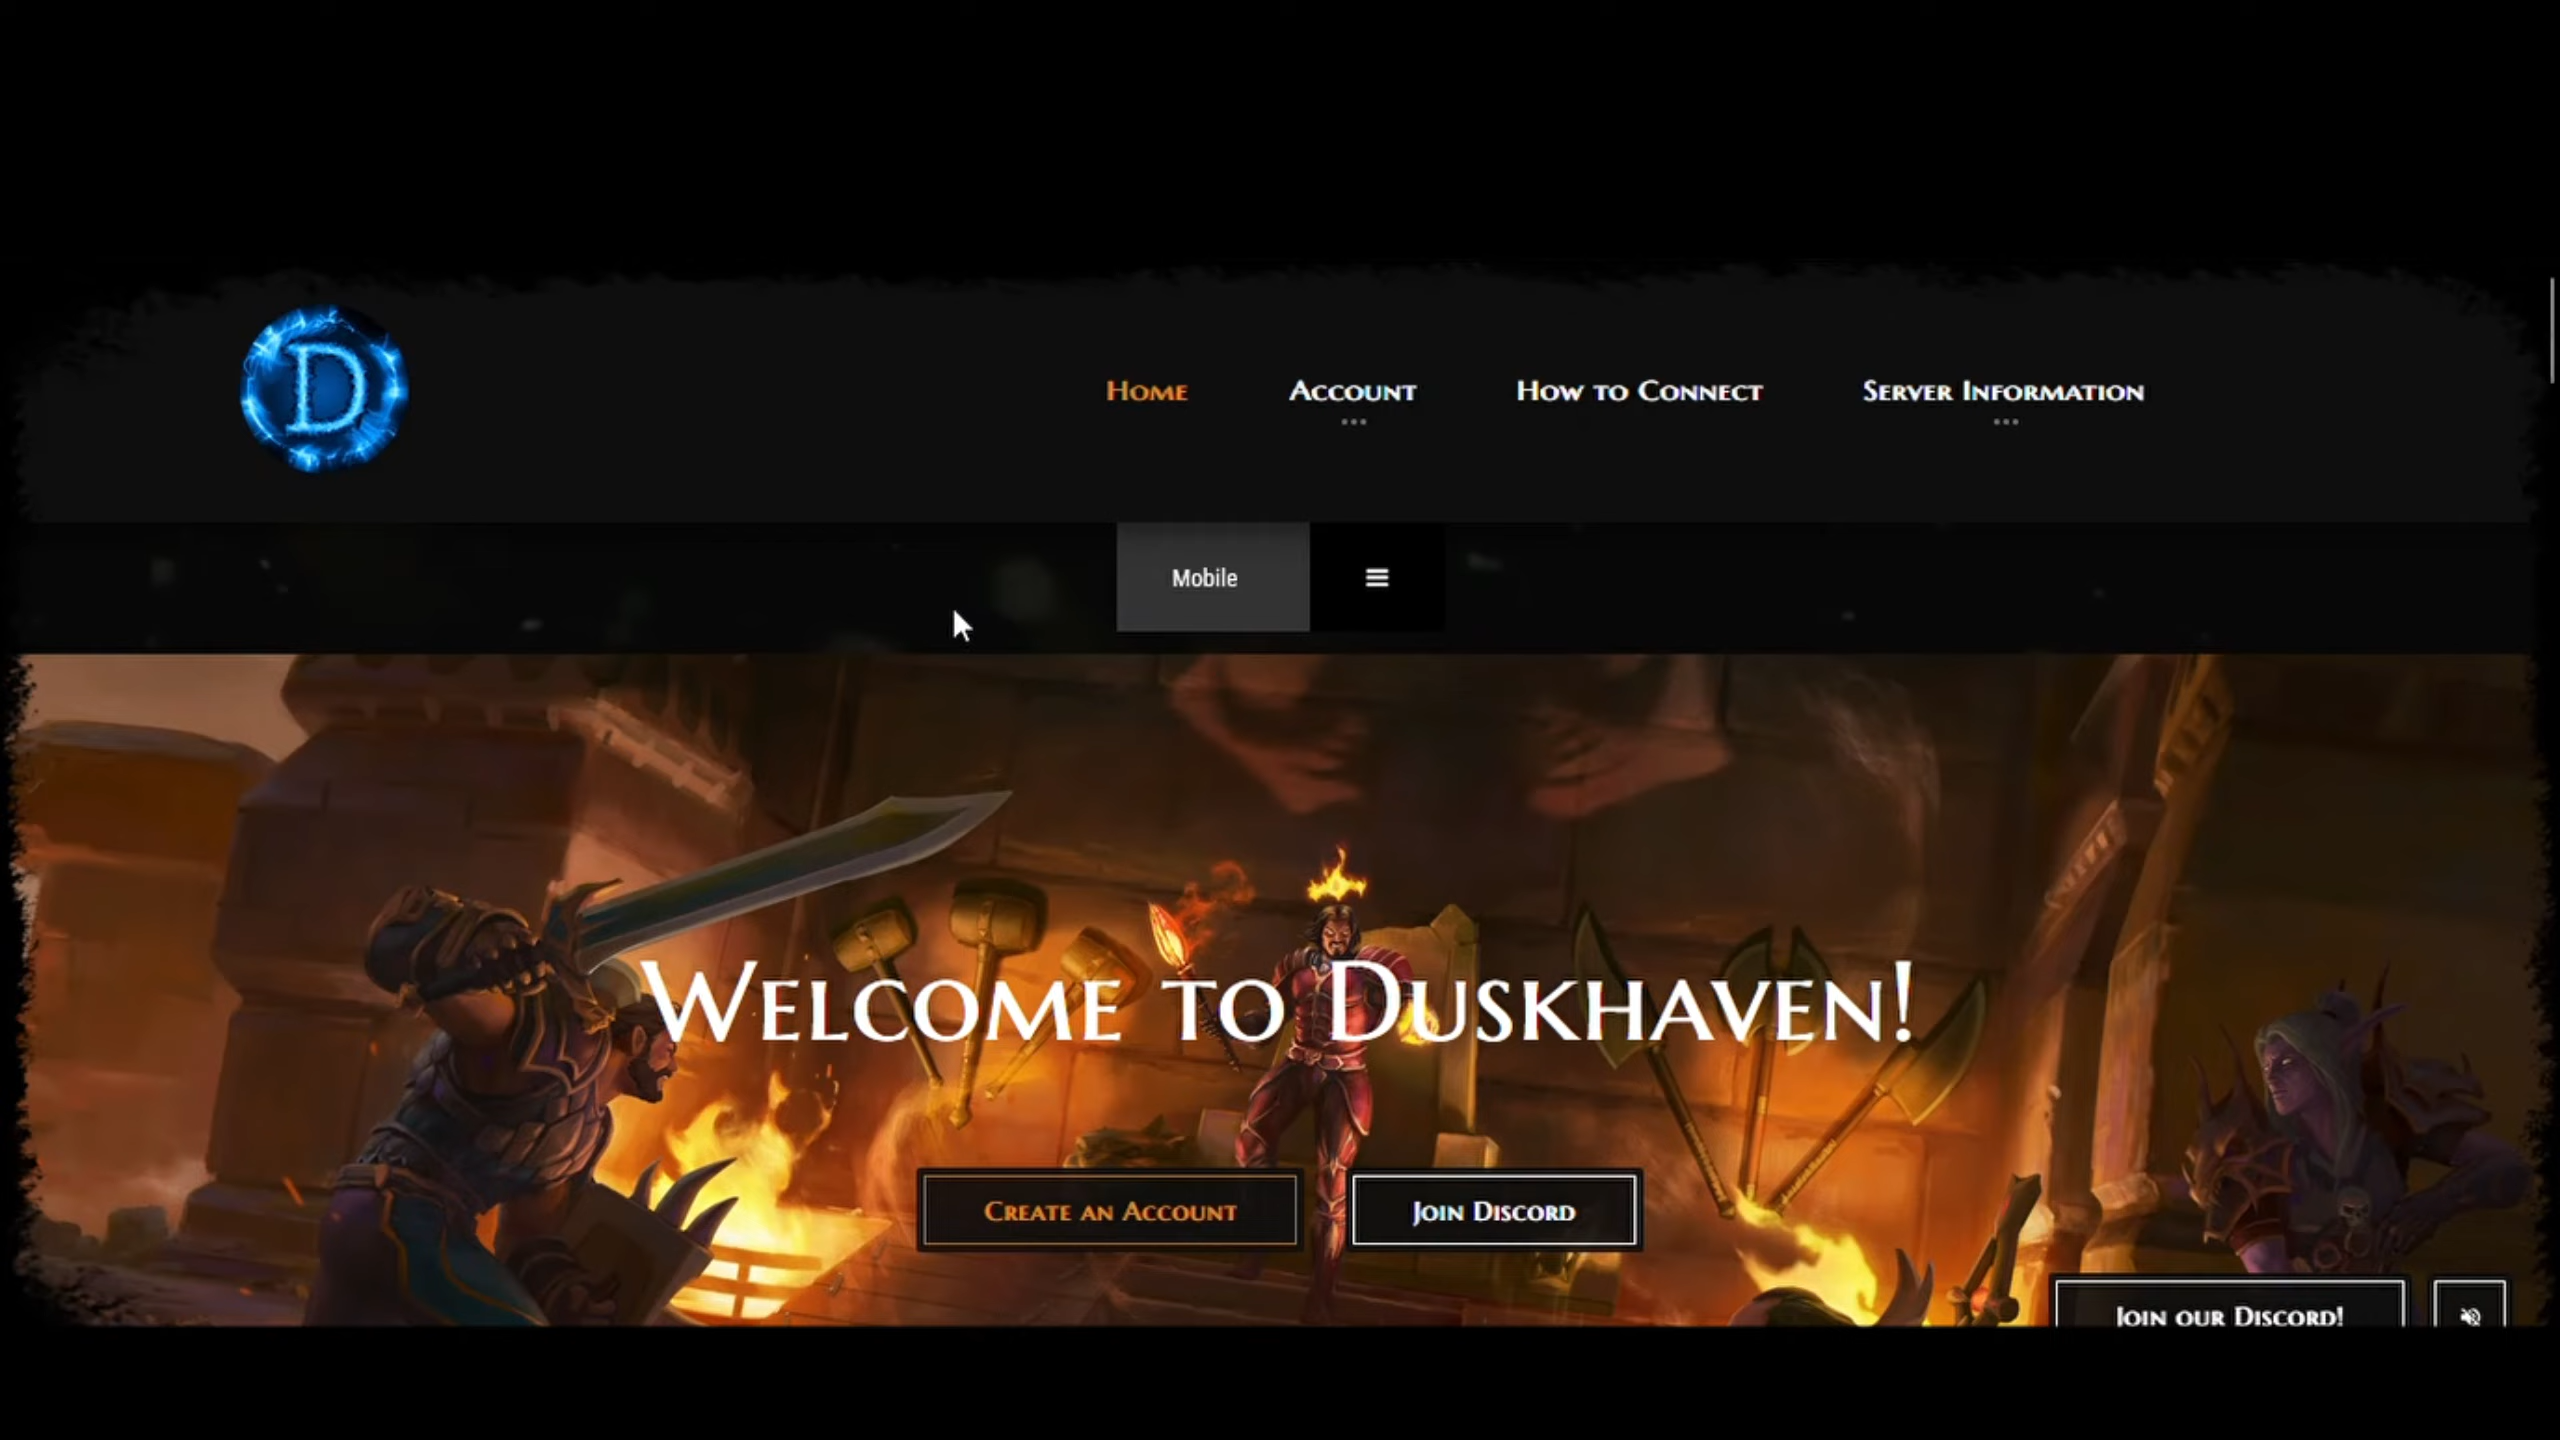 D
Home
Account
How to Connect
Server Information
Mobile
Welcome to Duskhaven!
Create an Account
Join Discord
Join our Discord!